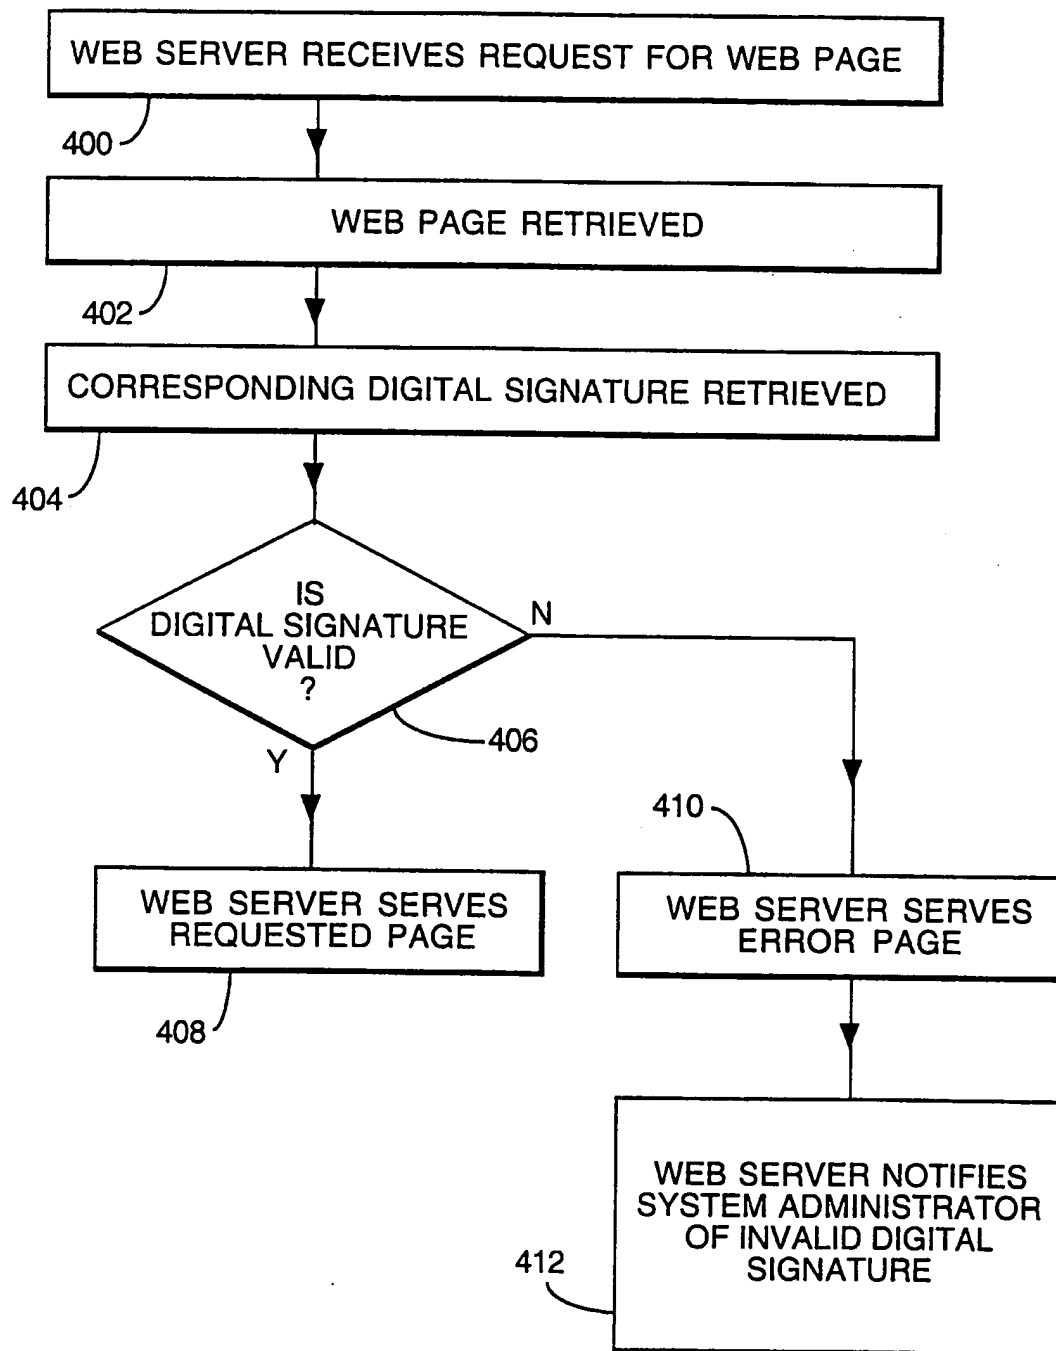 WEB SERVER RECEIVES REQUEST FOR WEB PAGE
400
WEB PAGE RETRIEVED
402
CORRESPONDING DIGITAL SIGNATURE RETRIEVED
404
IS
DIGITAL SIGNATURE
VALID
?
N
406
Y
410
WEB SERVER SERVES
REQUESTED PAGE
408
WEB SERVER SERVES
ERROR PAGE
WEB SERVER NOTIFIES
SYSTEM ADMINISTRATOR
OF INVALID DIGITAL
SIGNATURE
412